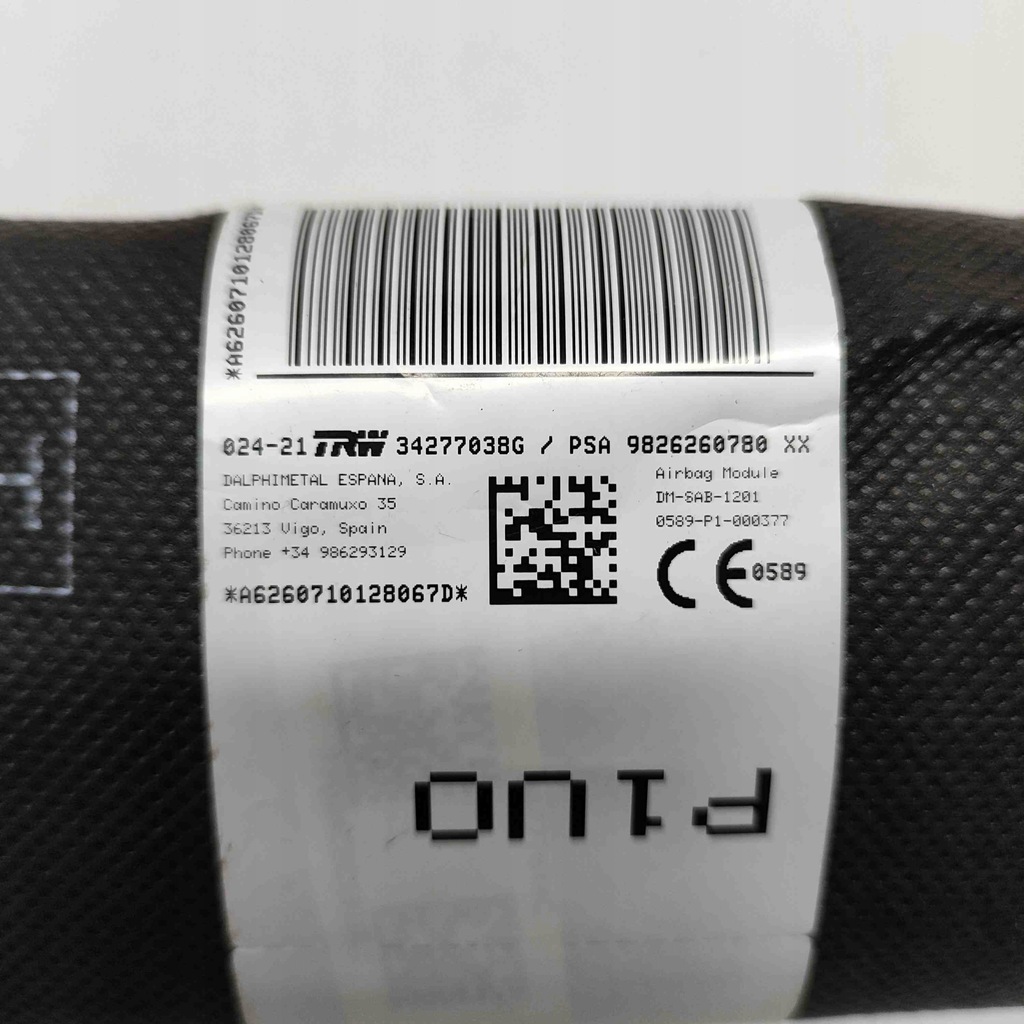 *A6260710128067D
024-21 TRW 34277038G / PSA 9826260780 XX
DALPHIMETAL ESPANA, S.A.
Camino Caramuxo 35
36213 Vigo, Spain
Phone +34 986293129
*A6260710128067D*
Airbag Module
DM-SAB-1201
0589-P1-000377
CE 0589
P1UO